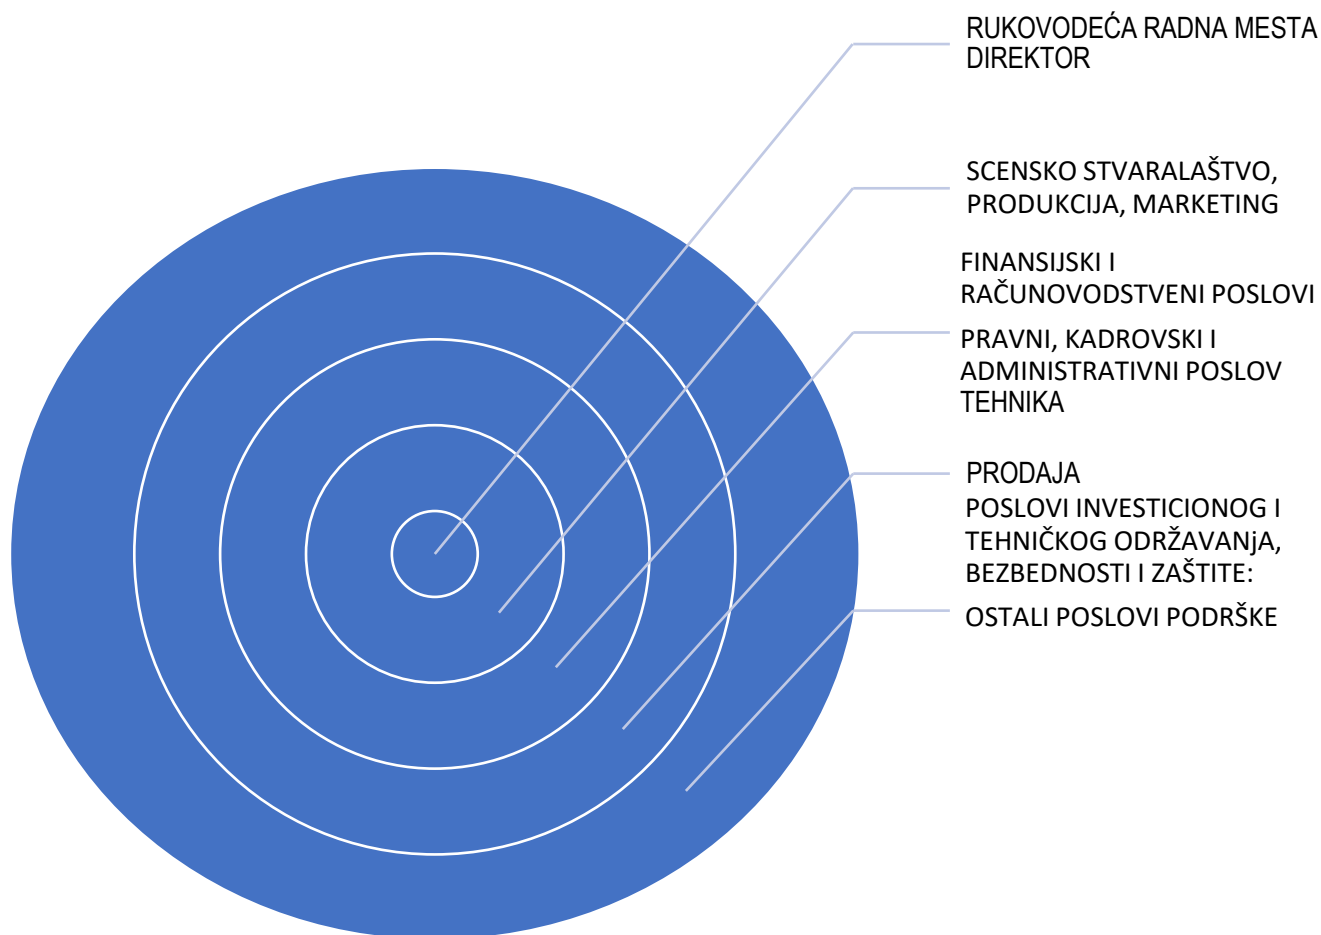 RUKOVODEĆA RADNA MESTA
DIREKTOR
SCENSKO STVARALAŠTVO,
PRODUKCIJA, MARKETING
FINANSIJSKI I
RAČUNOVODSTVENI POSLOVI
PRAVNI, KADROVSKI I
ADMINISTRATIVNI POSLOV
TEHNIKA
PRODAJA
POSLOVI INVESTICIONOG I
TEHNIČKOG ODRŽAVANjA,
BEZBEDNOSTI I ZAŠTITE:
OSTALI POSLOVI PODRŠKE